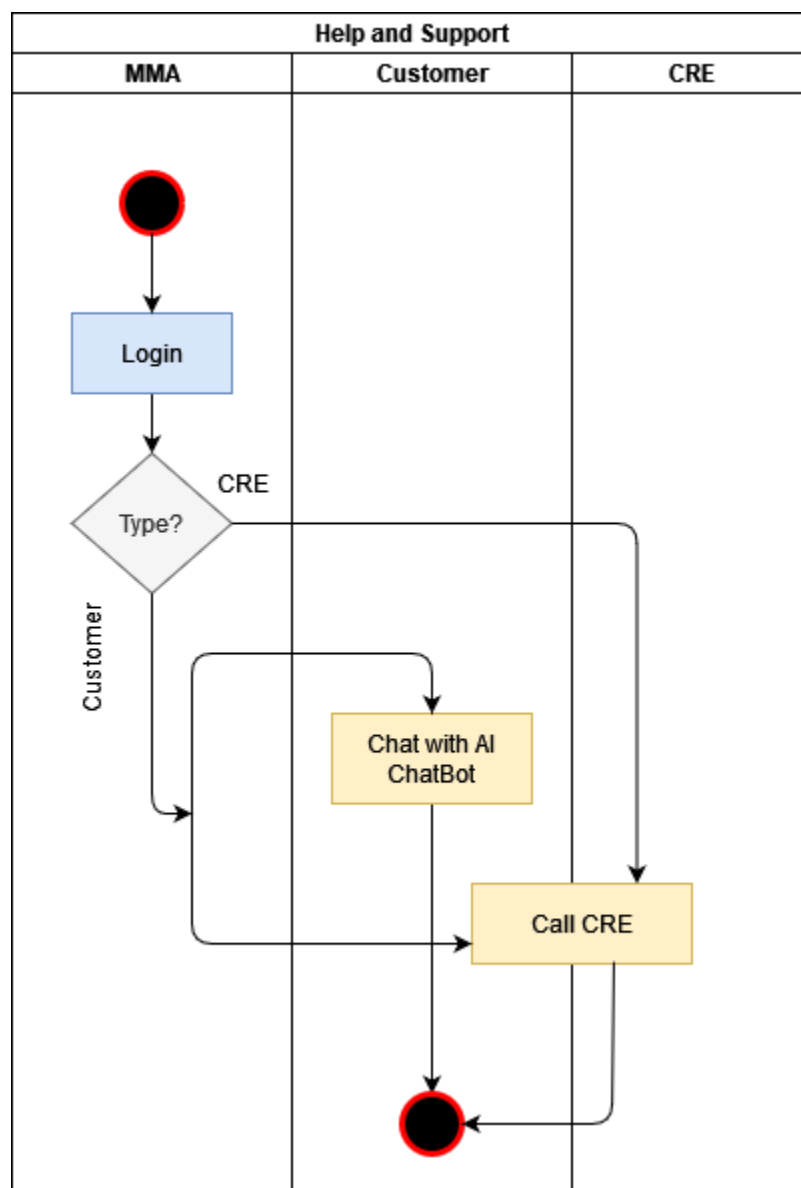 Help and Support
MMA
Customer
CRE
Login
CRE
Type?
Customer
Chat with AI
ChatBot
Call CRE